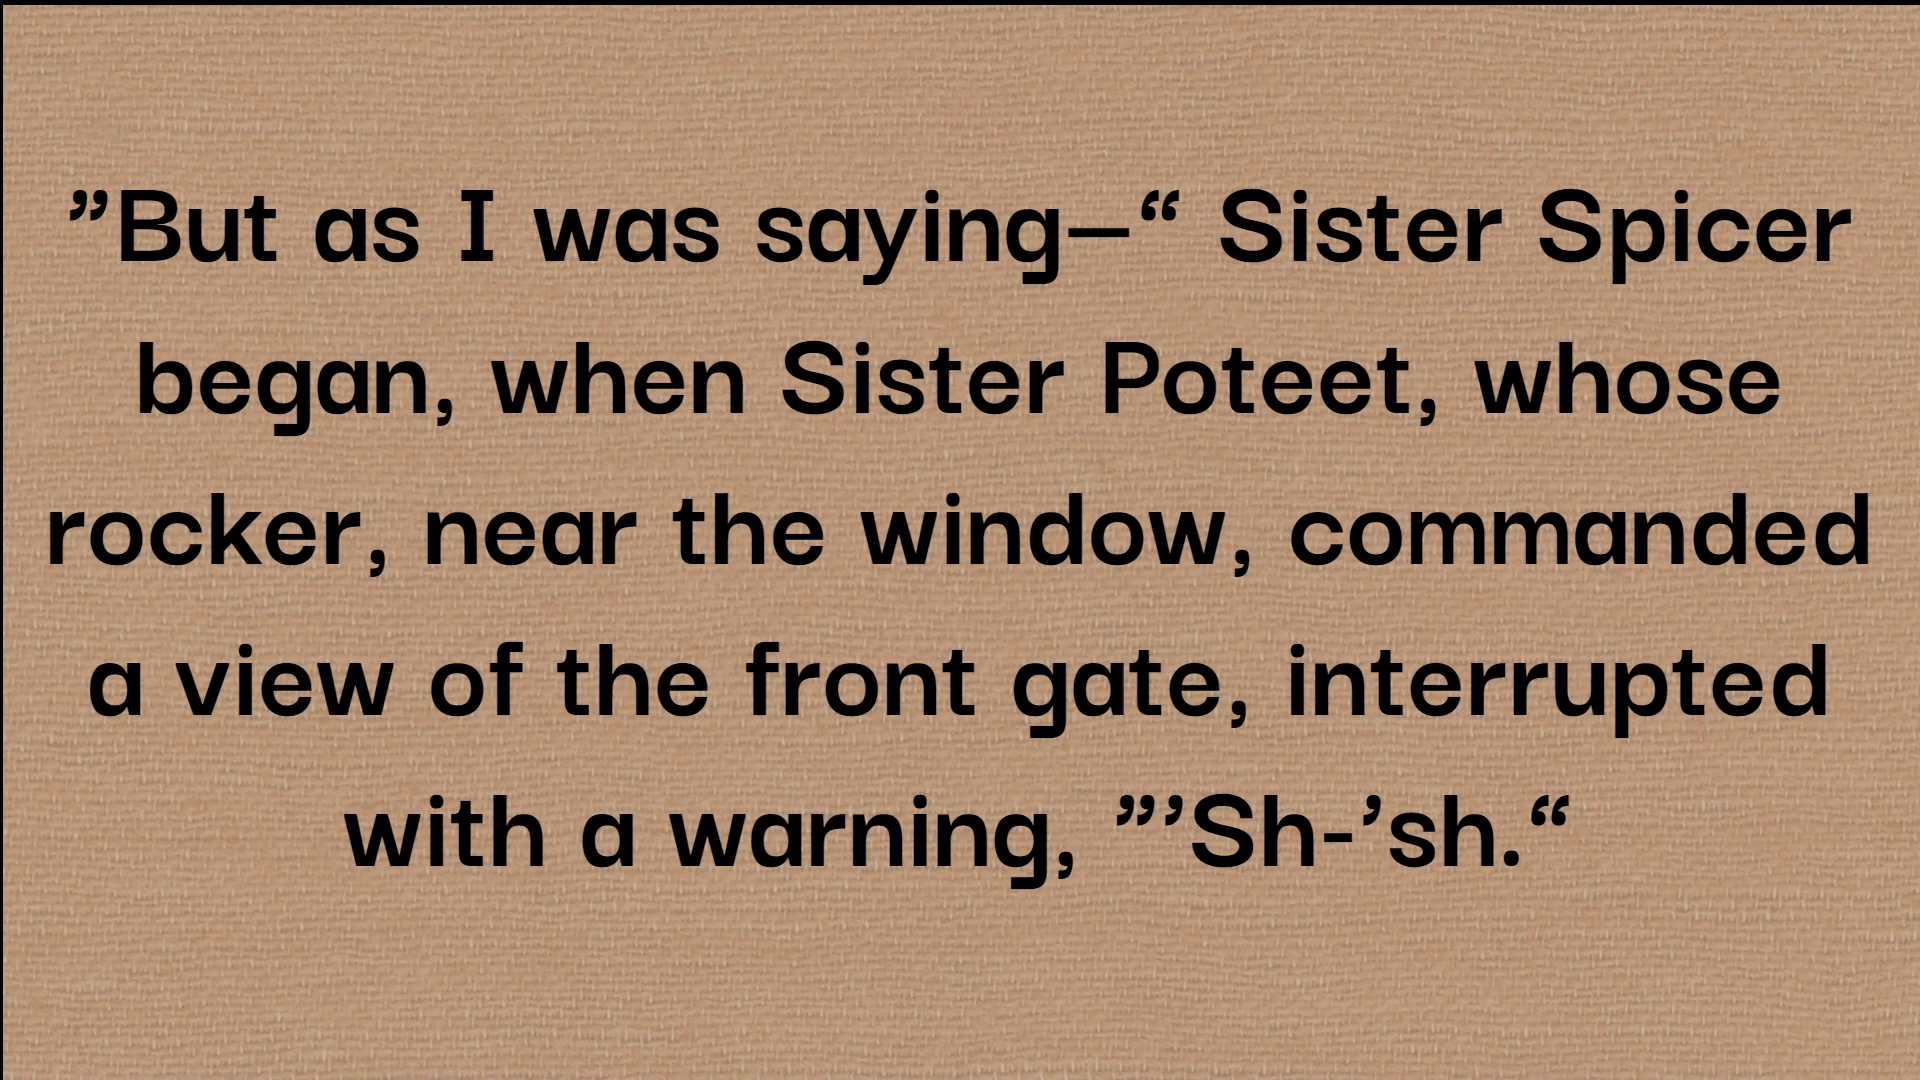 ”But as I was saying—“ Sister Spicer
began, when Sister Poteet, whose
rocker, near the window, commanded
a view of the front gate, interrupted
with a warning, ”’Sh-’sh.“